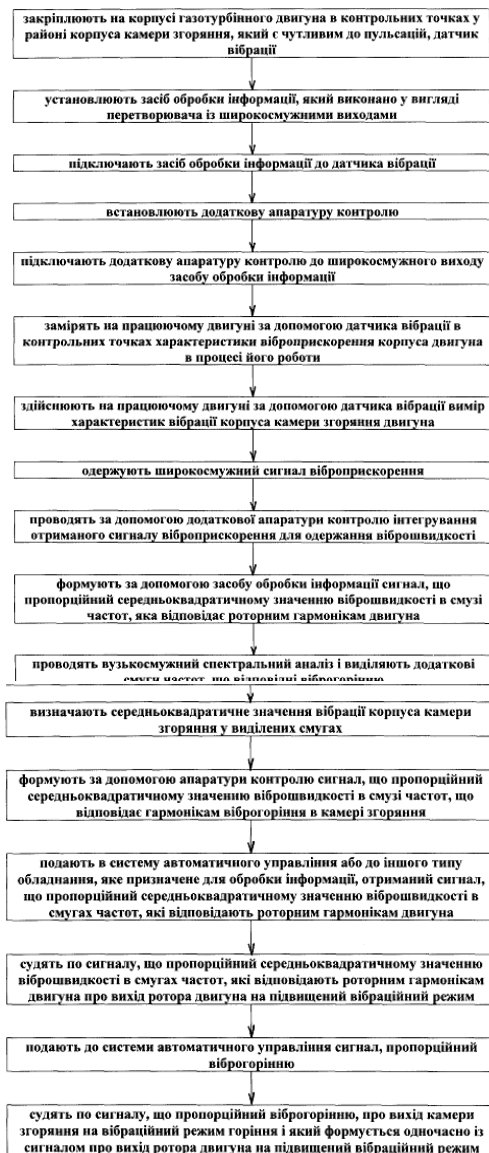 закріплюють на корпусі газотурбінного двигуна в контрольних точках у
районі корпуса камери згоряння, який є чутливим до пульсацій, датчик
вібрації
установлюють засіб обробки інформації, який виконано у вигляді
перетворювача із широкосмужними виходами
підключають засіб обробки інформації до датчика вібрації
встановлюють додаткову апаратуру контролю
підключають додаткову апаратуру контролю до широкосмужного виходу
засобу обробки інформації
замірять на працюючому двигуні за допомогою датчика вібрації в
контрольних точках характеристики віброприскорення корпуса двигуна
в процесі його роботи
здійснюють на працюючому двигуні за допомогою датчика вібрації вимір
характеристик вібрації корпуса камери згоряння двигуна
одержують широкосмужний сигнал віброприскорення
проводять за допомогою додаткової апаратури контролю інтегрування
отриманого сигналу віброприскорення для одержання віброшвидкості
формують за допомогою засобу обробки інформації сигнал, що
пропорційний середньоквадратичному значенню віброшвидкості в смузі
частот, яка відповідає роторним гармонікам двигуна
проводять вузькосмужний спектральний аналіз і виділяють додаткові
смуги частот, що відповідні віброгорінню
визначають середньоквадратичне значення вібрації корпуса камери
згоряння у виділених смугах
формують за допомогою апаратури контролю сигнал, що пропорційний
середньоквадратичному значенню віброшвидкості в смузі частот, що
відповідає гармонікам віброгоріння в камері згоряння
подають в систему автоматичного управління або до іншого типу
обладнання, яке призначене для обробки інформації, отриманий сигнал,
що пропорційний середньоквадратичному значенню віброшвидкості в
смугах частот, які відповідають роторним гармонікам двигуна
судять по сигналу, що пропорційний середньоквадратичному значенню
віброшвидкості в смугах частот, які відповідають роторним гармонікам
двигуна про вихід ротора двигуна на підвищений вібраційний режим
подають до системи автоматичного управління сигнал, пропорційний
віброгорінню
судять по сигналу, що пропорційний віброгорінню, про вихід камери
згоряння на вібраційний режим горіння і який формується одночасно із
сигналом про вихід ротора двигуна на підвищений вібраційний режим